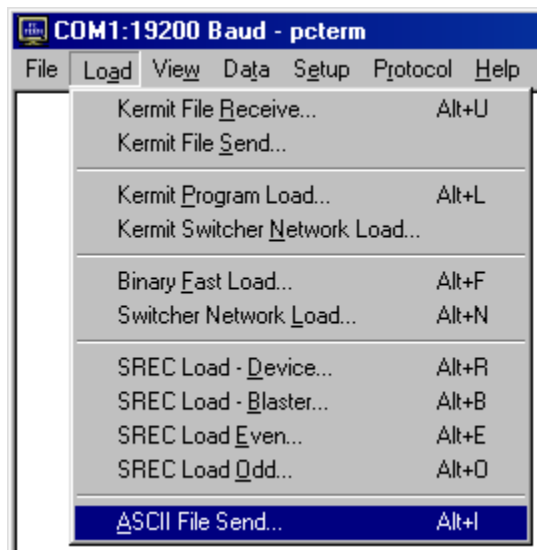 COM1:19200 Baud - pcterm
File Load View Data Setup Protocol Help
Kermit File Receive... Alt+U
Kermit File Send...
Kermit Program Load... Alt+L
Kermit Switcher Network Load...
Binary Fast Load... Alt+F
Switcher Network Load... Alt+N
SREC Load - Device... Alt+R
SREC Load - Blaster... Alt+B
SREC Load Even... Alt+E
SREC Load Odd... Alt+O
ASCII File Send... Alt+I